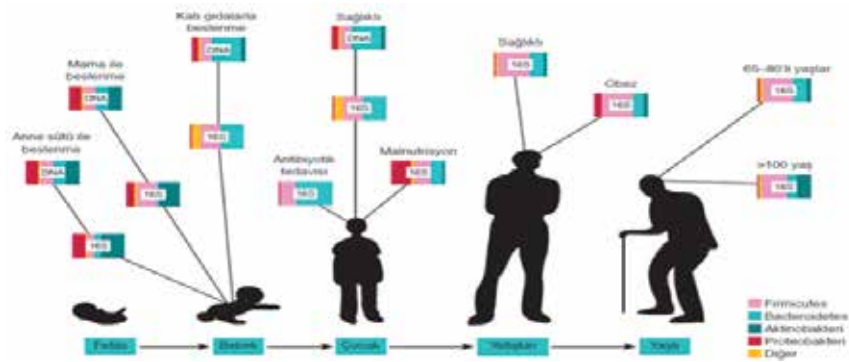 Katı gıdalarla
beslenme
DNA
16S
Mama ile
beslenme
DNA
16S
Anne sütü ile
beslenme
DNA
16S
Sağlıklı
DNA
16S
Antibiyotik
tedavisi
16S
Malnutrisyon
16S
Sağlıklı
16S
Obez
16S
65-80'li yaşlar
16S
>100 yaş
16S
Firmicutes
Bacteroidetes
Aktinobakteri
Proteobakteri
Diğer
Bebek
Çocuk
Yetişkin
Yaşlı